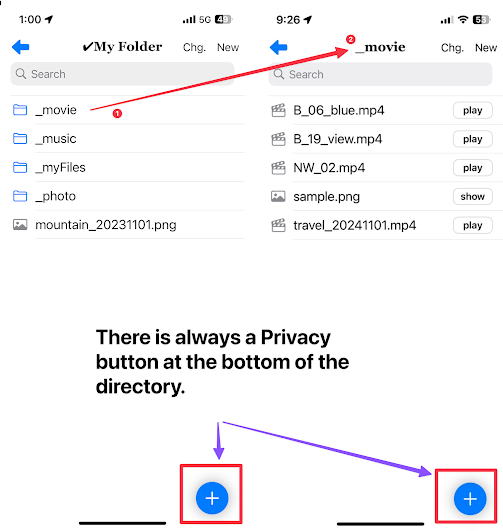 1:00 5G 49
✔My Folder Chg. New
Search
_movie
1
_music
_myFiles
_photo
mountain_20231101.png
9:26 53
2
_movie Chg. New
Search
B_06_blue.mp4 play
B_19_view.mp4 play
NW_02.mp4 play
sample.png show
travel_20241101.mp4 play
There is always a Privacy
button at the bottom of the
directory.
+
+